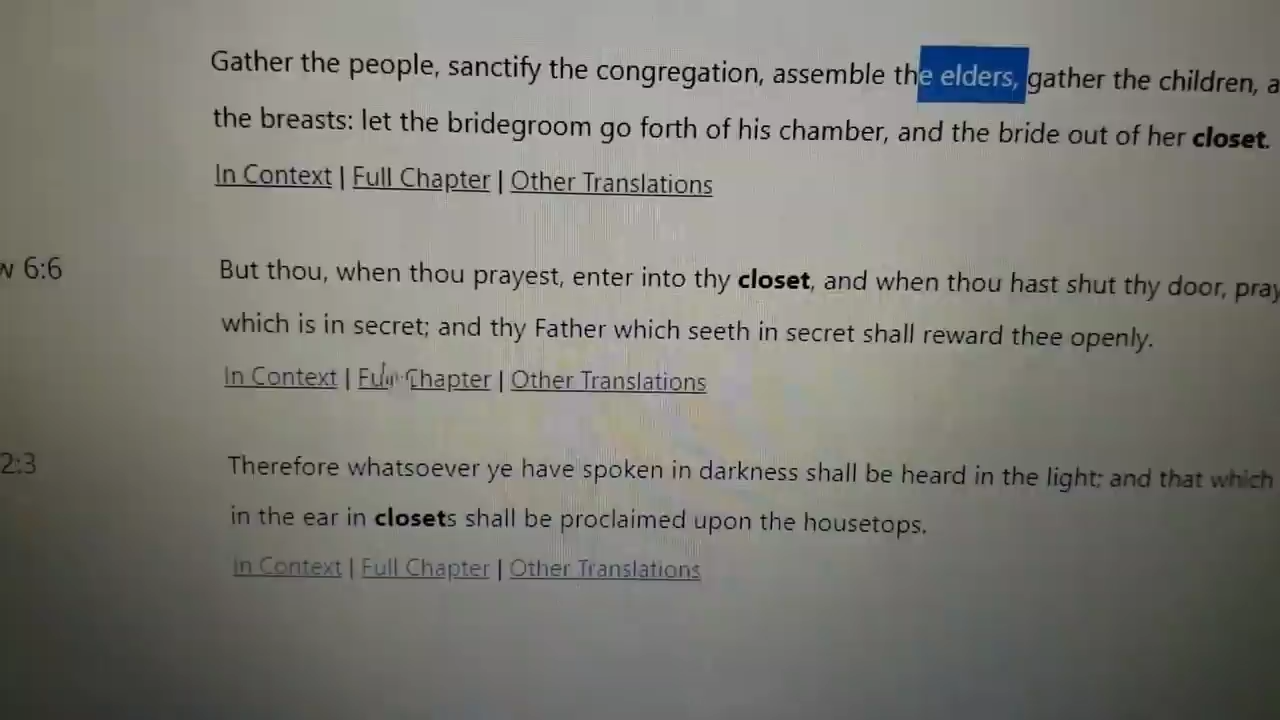 Gather the people, sanctify the congregation, assemble the elders, gather the children, a
the breasts: let the bridegroom go forth of his chamber, and the bride out of her closet.
In Context | Full Chapter | Other Translations
w 6:6
But thou, when thou prayest, enter into thy closet, and when thou hast shut thy door, pray
which is in secret; and thy Father which seeth in secret shall reward thee openly.
In Context | Full Chapter | Other Translations
2:3
Therefore whatsoever ye have spoken in darkness shall be heard in the light; and that which
in the ear in closets shall be proclaimed upon the housetops.
In Context | Full Chapter | Other Translations